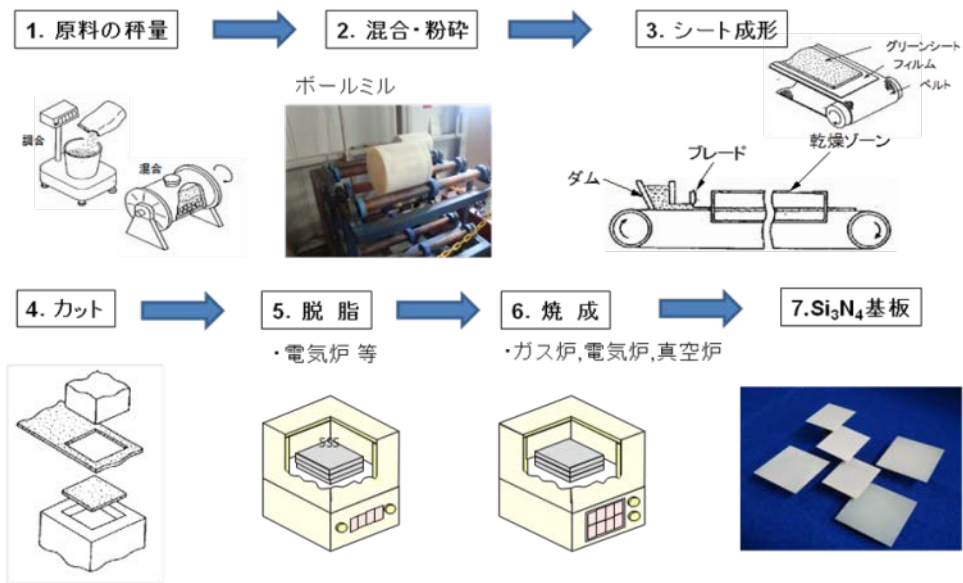 1. 原料の秤量
2. 混合・粉砕
3. シート成形
調合
混合
ボールミル
グリーンシート
フィルム
ベルト
乾燥ゾーン
ブレード
ダム
4. カット
5. 脱 脂
6. 焼 成
7.Si₃N₄基板
・電気炉 等
・ガス炉,電気炉,真空炉
SSS